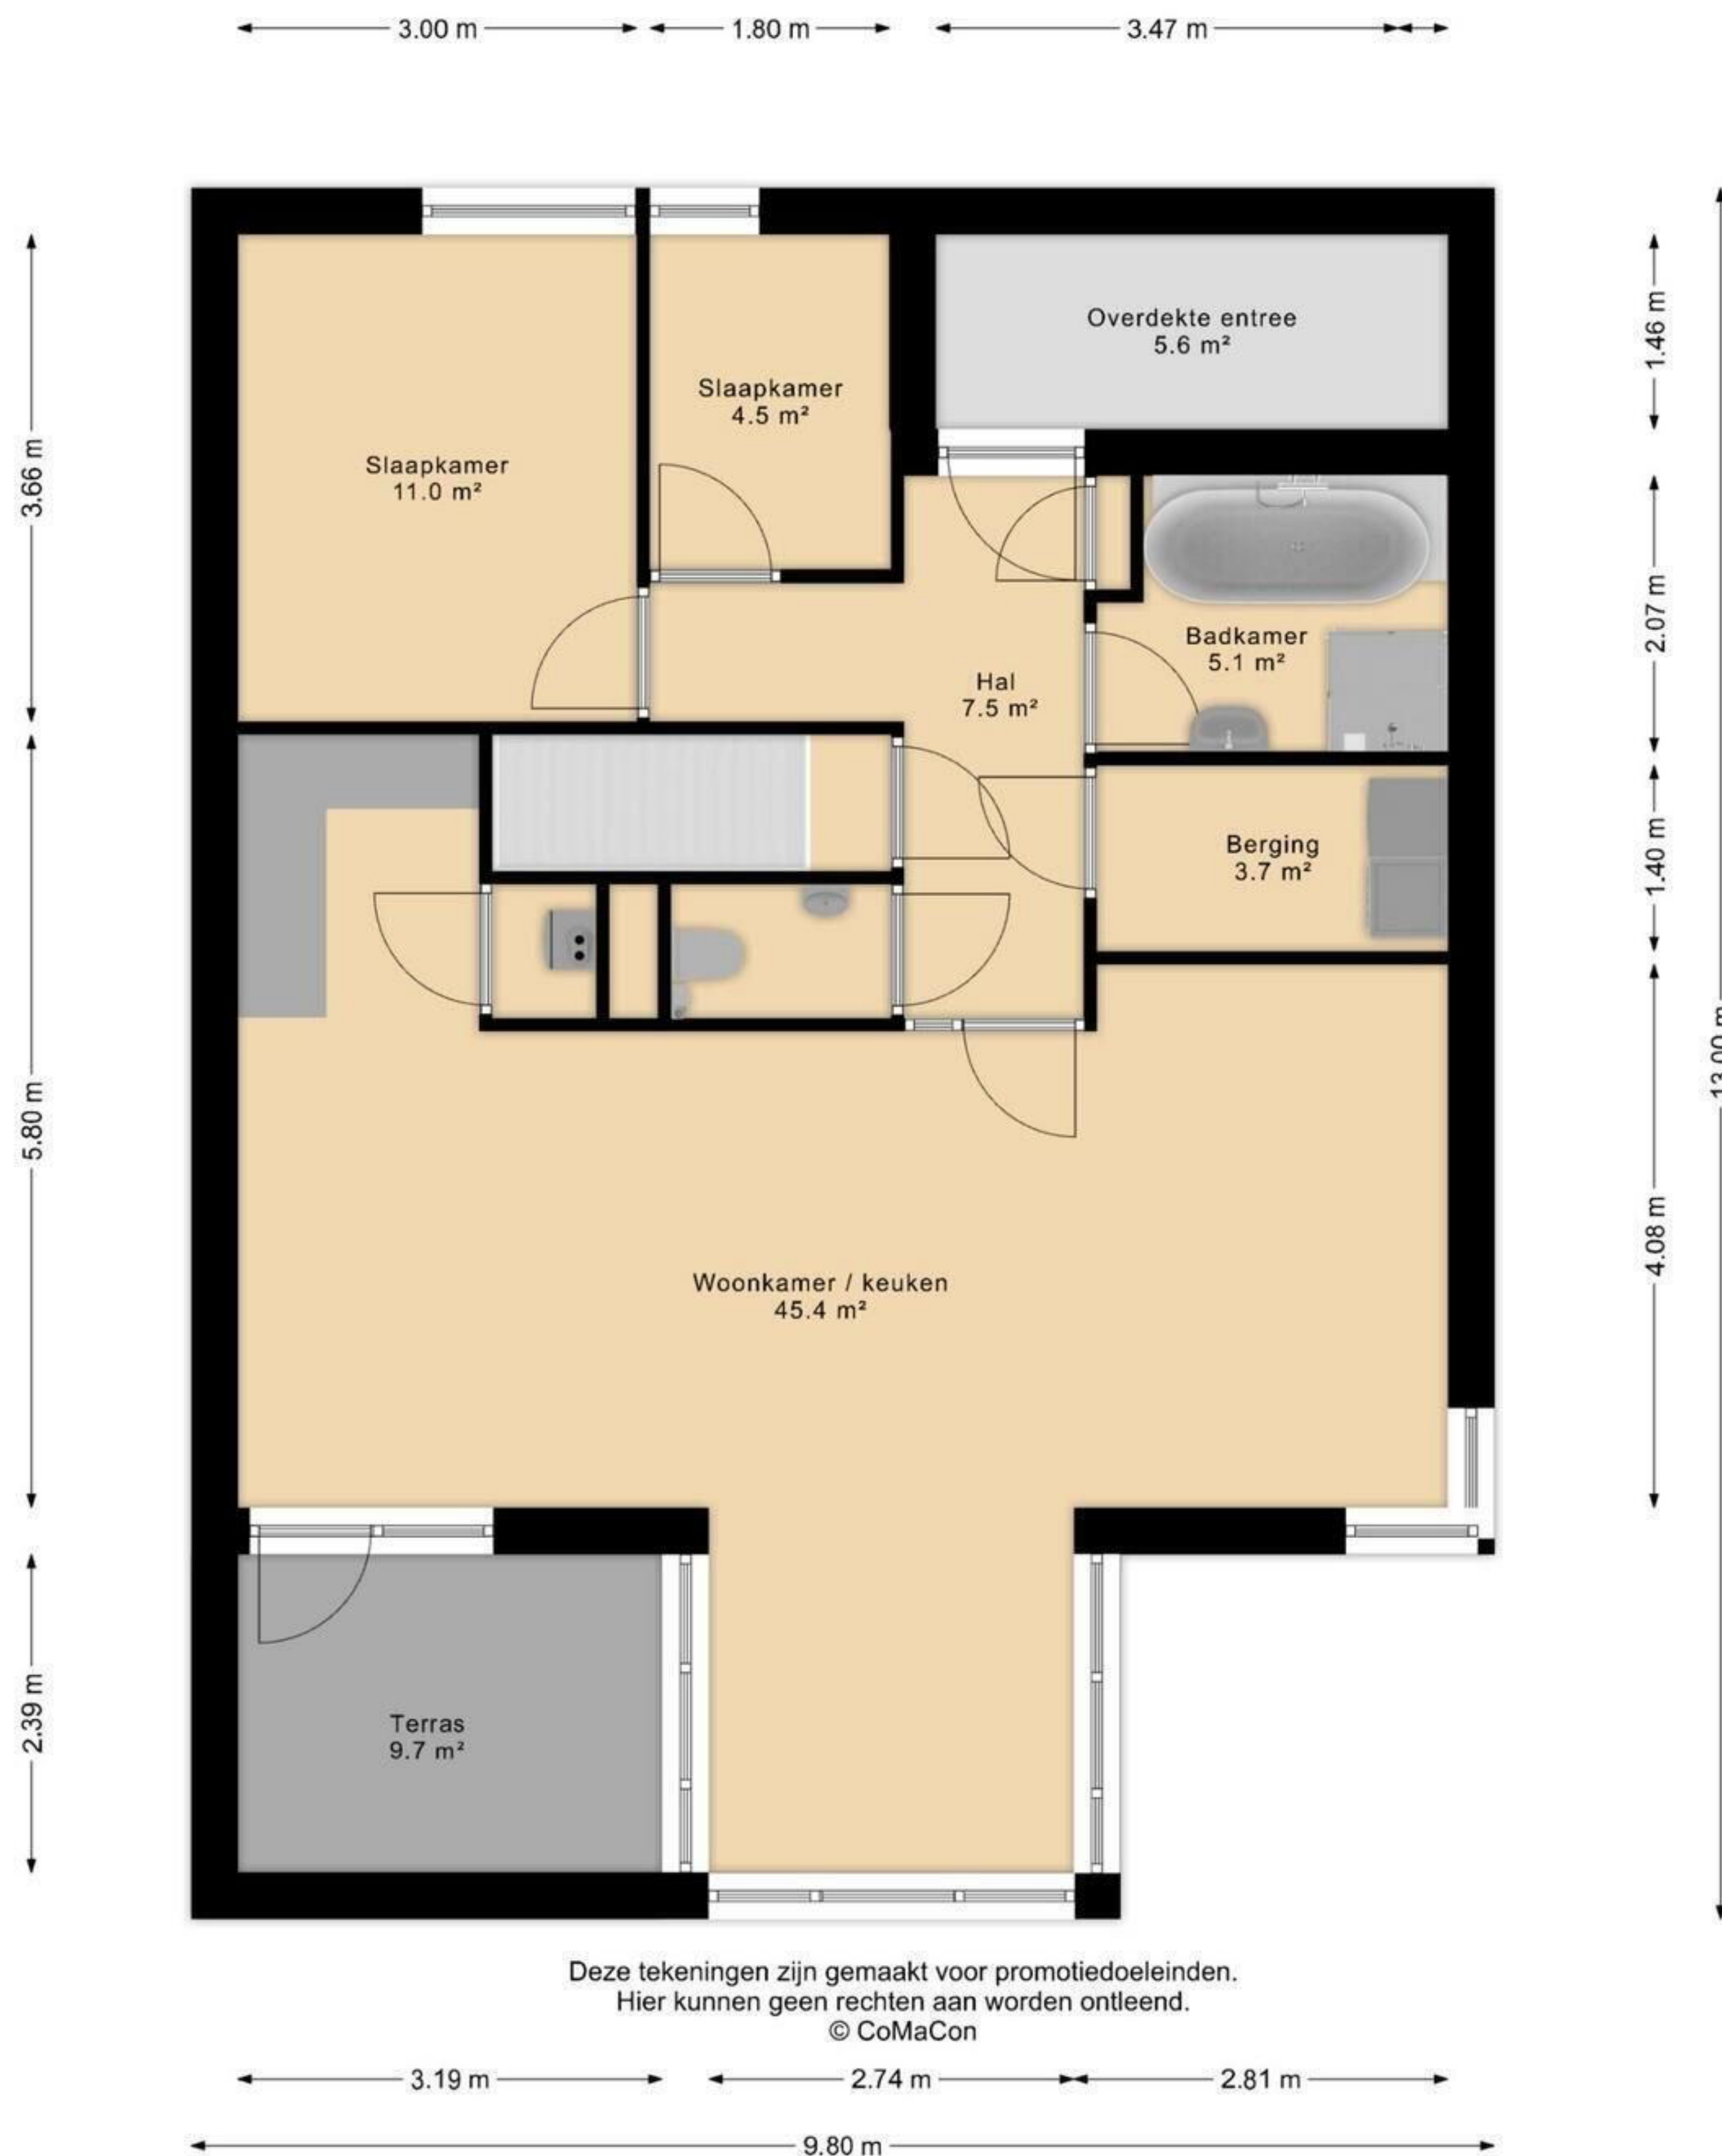 3.00 m
1.80 m
3.47 m
Overdekte entree
5.6 m²
1.46 m
Slaapkamer
4.5 m²
Slaapkamer
11.0 m²
3.66 m
Badkamer
5.1 m²
2.07 m
Hal
7.5 m²
Berging
3.7 m²
1.40 m
13.00 m
5.80 m
4.08 m
Woonkamer / keuken
45.4 m²
Terras
9.7 m²
2.39 m
Deze tekeningen zijn gemaakt voor promotiedoeleinden.
Hier kunnen geen rechten aan worden ontleend.
© CoMaCon
3.19 m
2.74 m
2.81 m
9.80 m